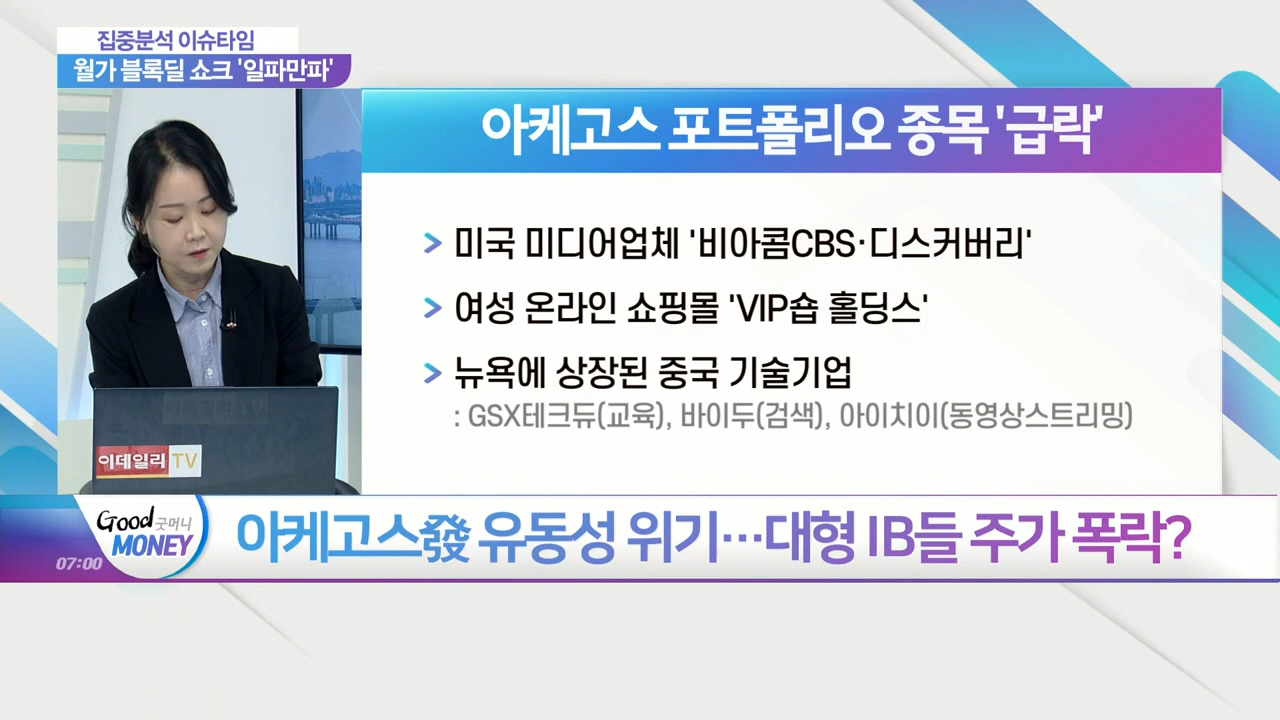 집중분석 이슈타임
월가 블록딜 쇼크 '일파만파'
아케고스 포트폴리오 종목 '급락'
> 미국 미디어업체 '비아콤CBS·디스커버리'
> 여성 온라인 쇼핑몰 'VIP숍 홀딩스'
> 뉴욕에 상장된 중국 기술기업
: GSX테크듀(교육), 바이두(검색), 아이치이(동영상스트리밍)
이데일리TV
Good 굿머니
MONEY
07:00
아케고스發 유동성 위기…대형 IB들 주가 폭락?